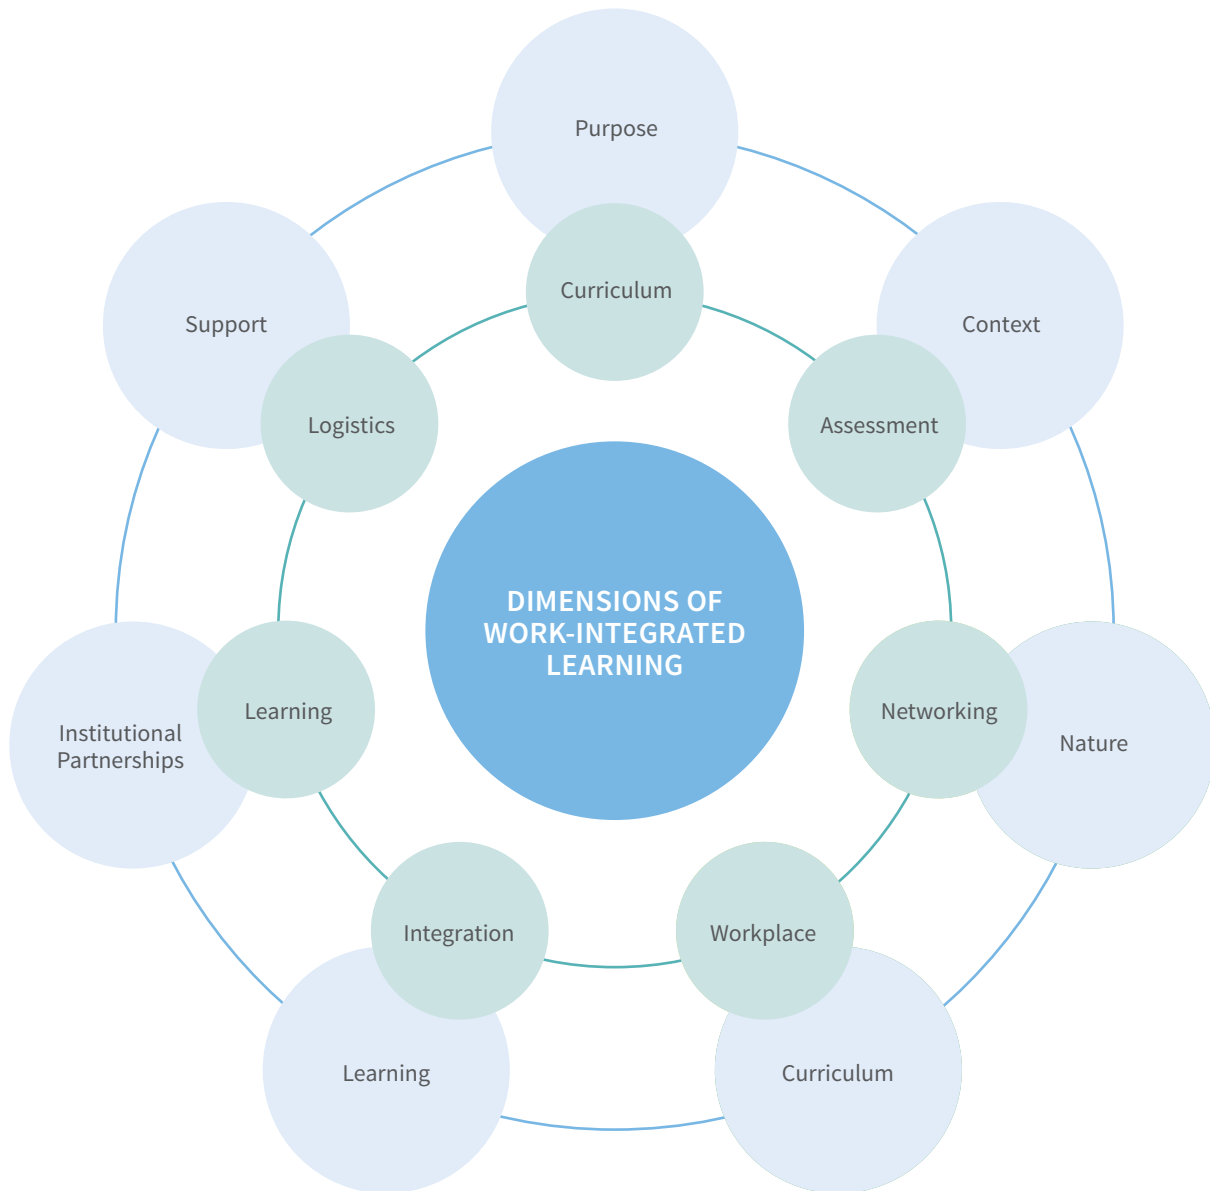 Purpose
Curriculum
Support
Context
Logistics
Assessment
DIMENSIONS OF
WORK-INTEGRATED
LEARNING
Learning
Networking
Institutional
Partnerships
Nature
Integration
Workplace
Learning
Curriculum